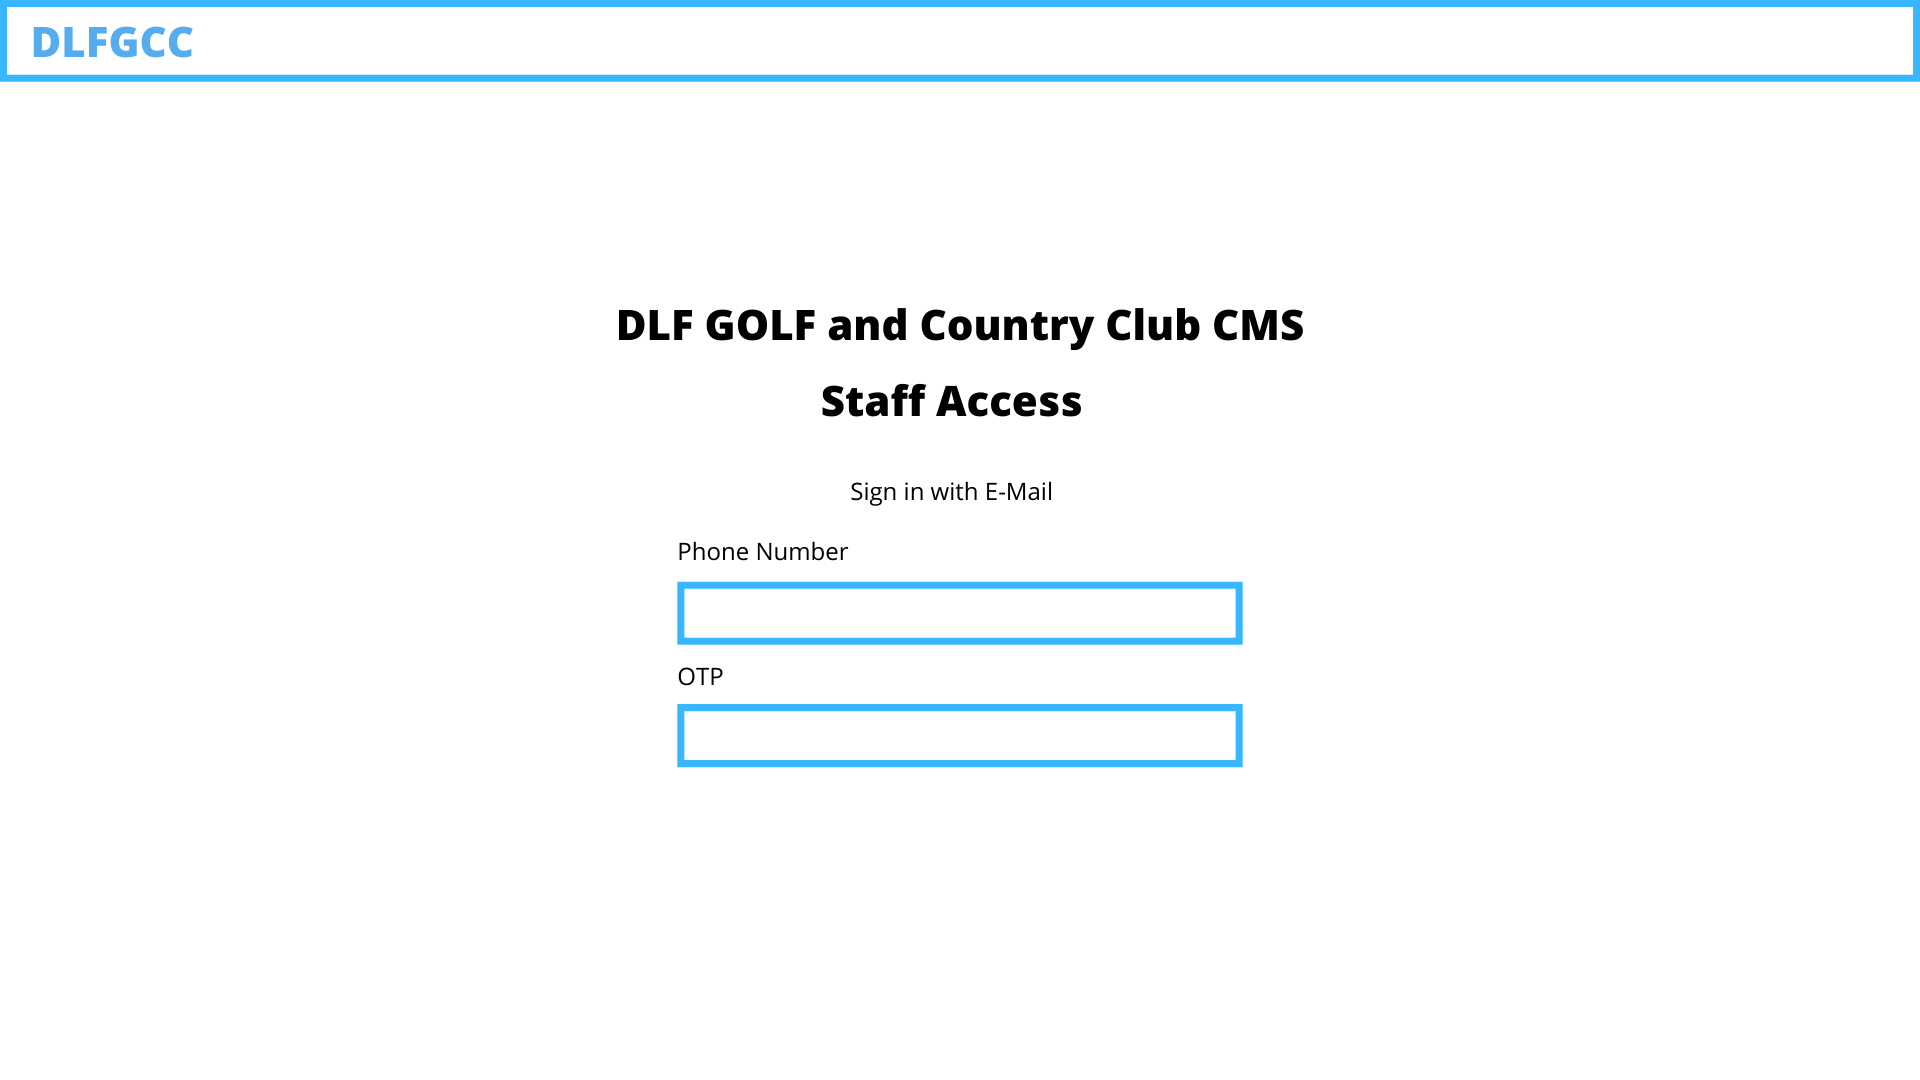 DLFGCC
DLF GOLF and Country Club CMS
Staff Access
Sign in with E-Mail
Phone Number
OTP